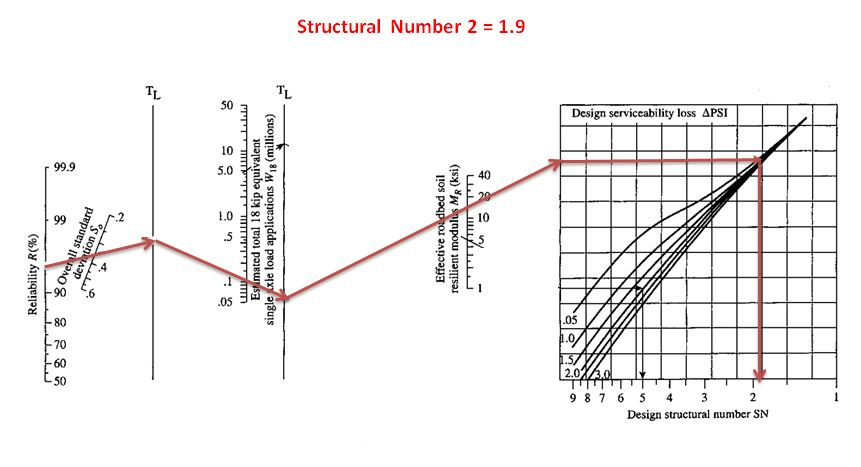 Structural Number 2 = 1.9
T_L
T_L
50
10
5.0
1.0
.5
.1
.05
Estimated total 18 kip equivalent
single axle load applications W₁₈ (millions)
99.9
99
90
80
70
60
50
Reliability R(%)
.2
.4
.6
Overall standard
deviation Sₒ
40
20
10
5
1
Effective roadbed soil
resilient modulus M_R (ksi)
Design serviceability loss ΔPSI
.05
1.0
1.5
2.0 3.0
9 8 7 6 5 4 3 2 1
Design structural number SN